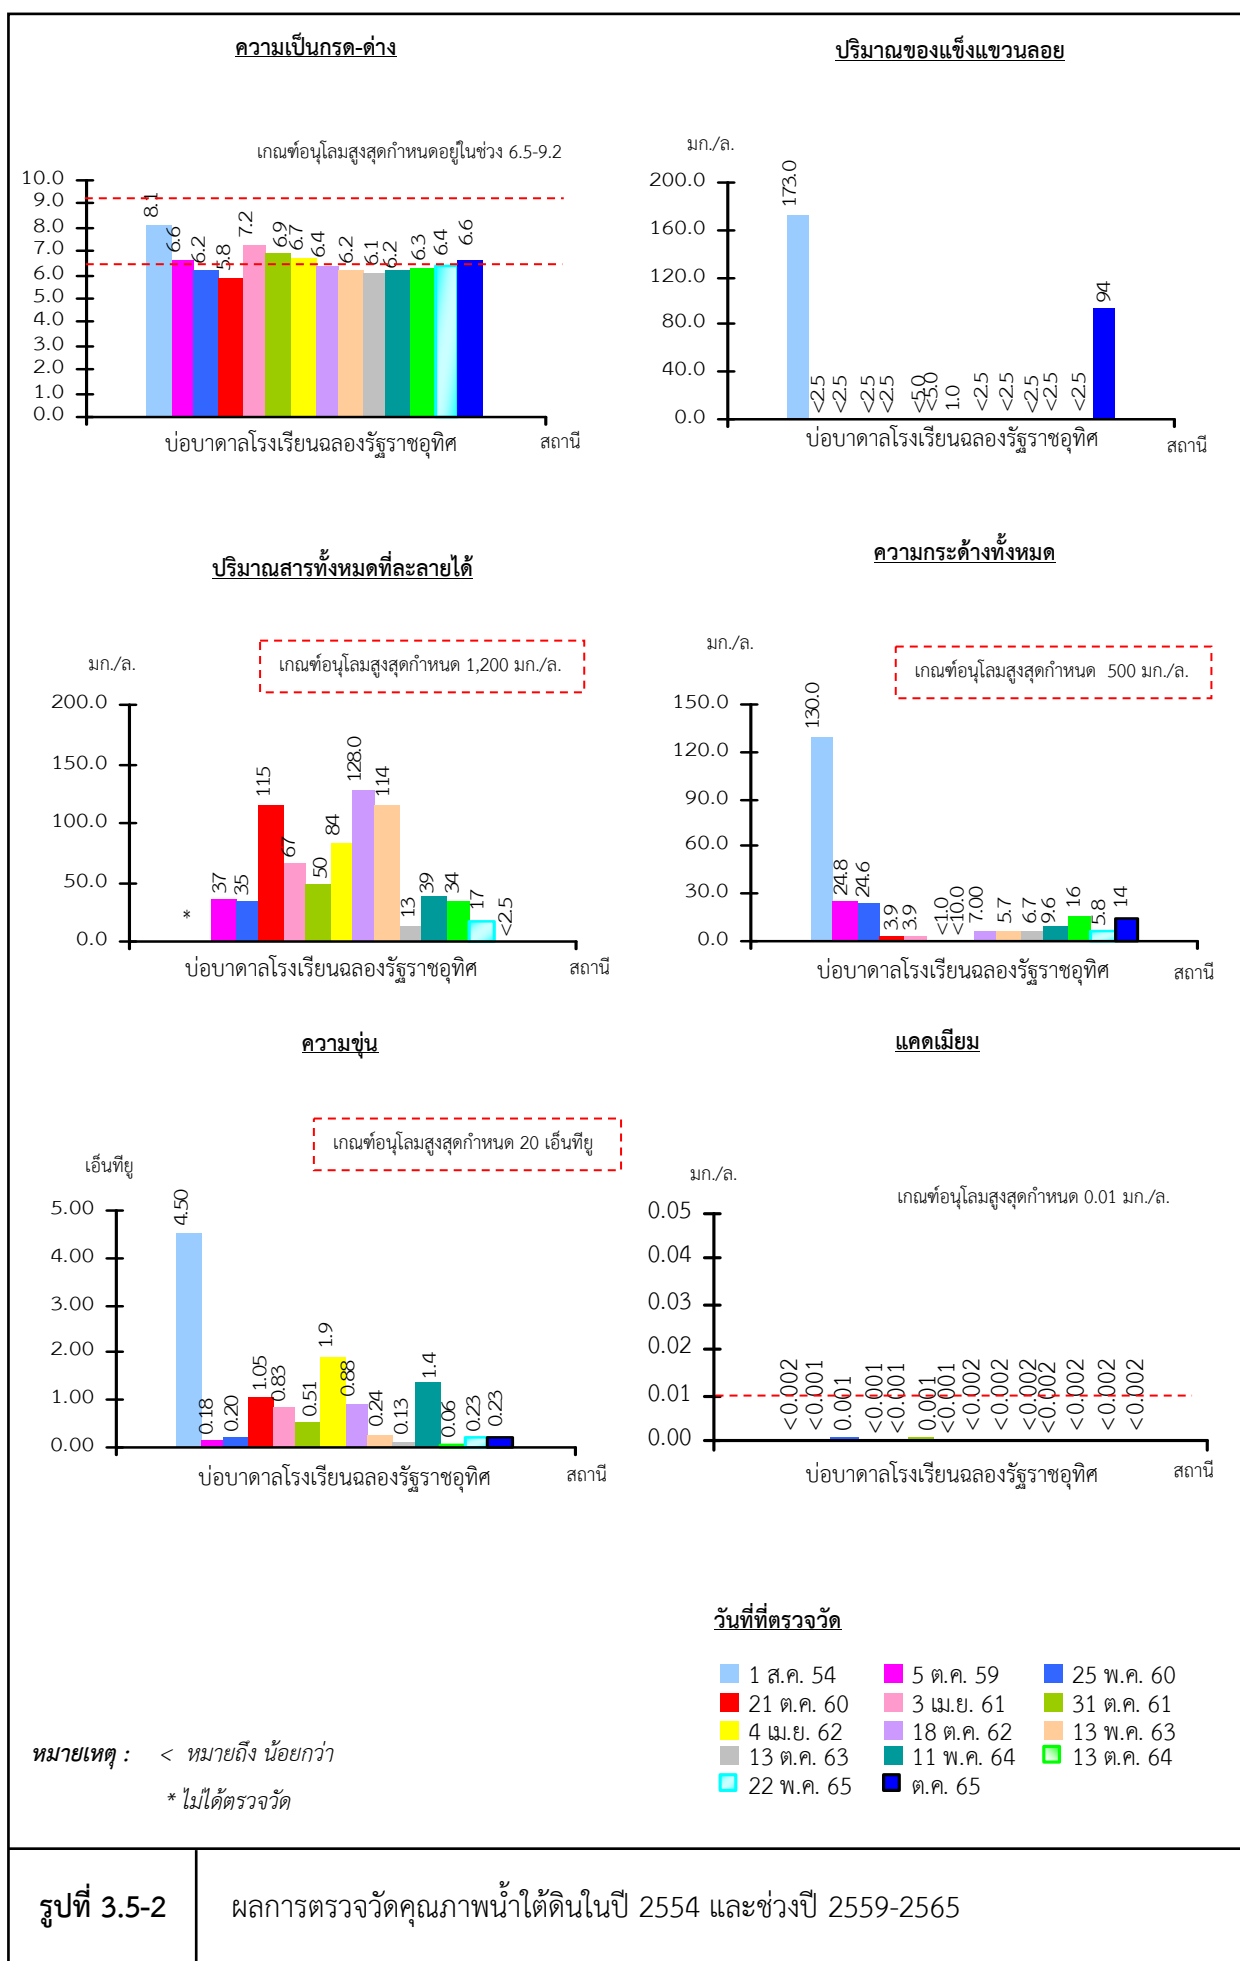 ความเป็นกรด-ด่าง
เกณฑ์อนุโลมสูงสุดกำหนดอยู่ในช่วง 6.5-9.2
10.0
9.0
8.0
7.0
6.0
5.0
4.0
3.0
2.0
1.0
0.0
8.1
6.6
6.2
5.8
7.2
6.9
6.7
6.4
6.2
6.1
6.2
6.3
6.4
6.6
บ่อบาดาลโรงเรียนฉลองรัฐราชอุทิศ
สถานี
ปริมาณของแข็งแขวนลอย
มก./ล.
200.0
160.0
120.0
80.0
40.0
0.0
173.0
<2.5
<2.5
<2.5
<2.5
<5.0
<5.0
1.0
<2.5
<2.5
<2.5
<2.5
<2.5
94
บ่อบาดาลโรงเรียนฉลองรัฐราชอุทิศ
สถานี
ปริมาณสารทั้งหมดที่ละลายได้
มก./ล.
เกณฑ์อนุโลมสูงสุดกำหนด 1,200 มก./ล.
200.0
150.0
100.0
50.0
0.0
*
37
35
115
67
50
84
128.0
114
13
39
34
17
<2.5
บ่อบาดาลโรงเรียนฉลองรัฐราชอุทิศ
สถานี
ความกระด้างทั้งหมด
มก./ล.
เกณฑ์อนุโลมสูงสุดกำหนด 500 มก./ล.
150.0
120.0
90.0
60.0
30.0
0.0
130.0
24.8
24.6
3.9
3.9
<1.0
<10.0
7.00
5.7
6.7
9.6
16
5.8
14
บ่อบาดาลโรงเรียนฉลองรัฐราชอุทิศ
สถานี
ความขุ่น
เกณฑ์อนุโลมสูงสุดกำหนด 20 เอ็นทียู
เอ็นทียู
5.00
4.00
3.00
2.00
1.00
0.00
4.50
0.18
0.20
1.05
0.83
0.51
1.9
0.88
0.24
0.13
1.4
0.06
0.23
0.23
บ่อบาดาลโรงเรียนฉลองรัฐราชอุทิศ
สถานี
แคดเมียม
มก./ล.
เกณฑ์อนุโลมสูงสุดกำหนด 0.01 มก./ล.
0.05
0.04
0.03
0.02
0.01
0.00
<0.002
<0.001
0.001
<0.001
<0.001
0.001
<0.001
<0.002
<0.002
<0.002
<0.002
<0.002
<0.002
<0.002
บ่อบาดาลโรงเรียนฉลองรัฐราชอุทิศ
สถานี
วันที่ที่ตรวจวัด
1 ส.ค. 54
5 ต.ค. 59
25 พ.ค. 60
21 ต.ค. 60
3 เม.ย. 61
31 ต.ค. 61
4 เม.ย. 62
18 ต.ค. 62
13 พ.ค. 63
13 ต.ค. 63
11 พ.ค. 64
13 ต.ค. 64
22 พ.ค. 65
ต.ค. 65
หมายเหตุ : < หมายถึง น้อยกว่า
* ไม่ได้ตรวจวัด
รูปที่ 3.5-2
ผลการตรวจวัดคุณภาพน้ำใต้ดินในปี 2554 และช่วงปี 2559-2565